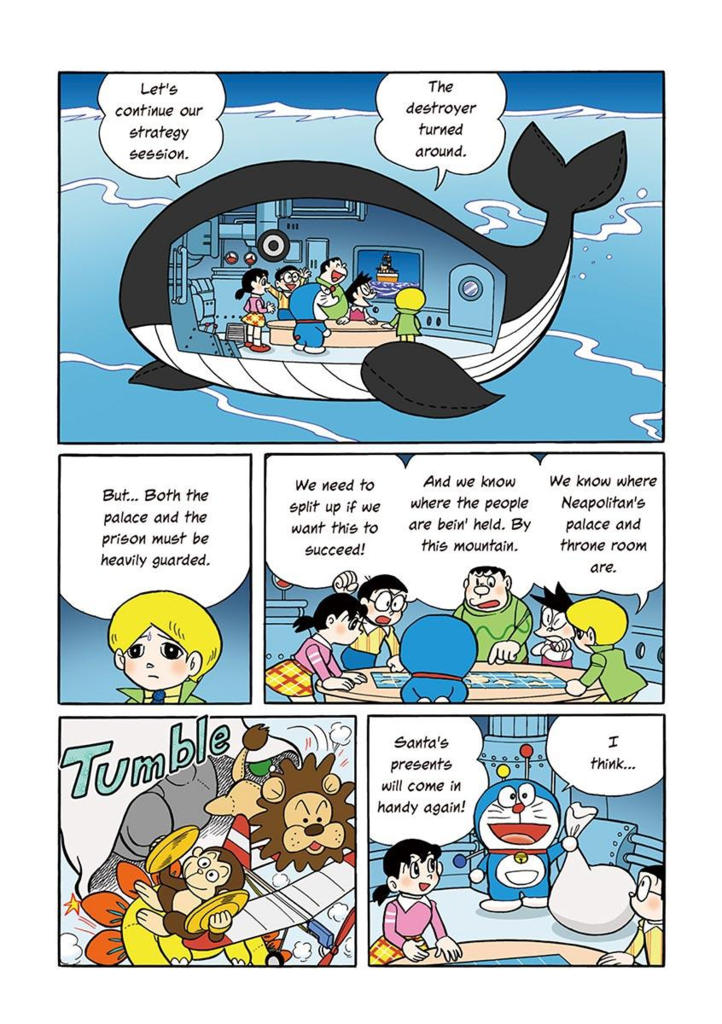 The
destroyer
turned
around.
Let's
continue our
strategy
session.
We know where
Neapolitan's
palace and
throne room
are.
And we know
where the people
are bein' held. By
this mountain.
We need to
split up if we
want this to
succeed!
But... Both the
palace and the
prison must be
heavily guarded.
I
think...
Santa's
presents
will come in
handy again!
Tumble